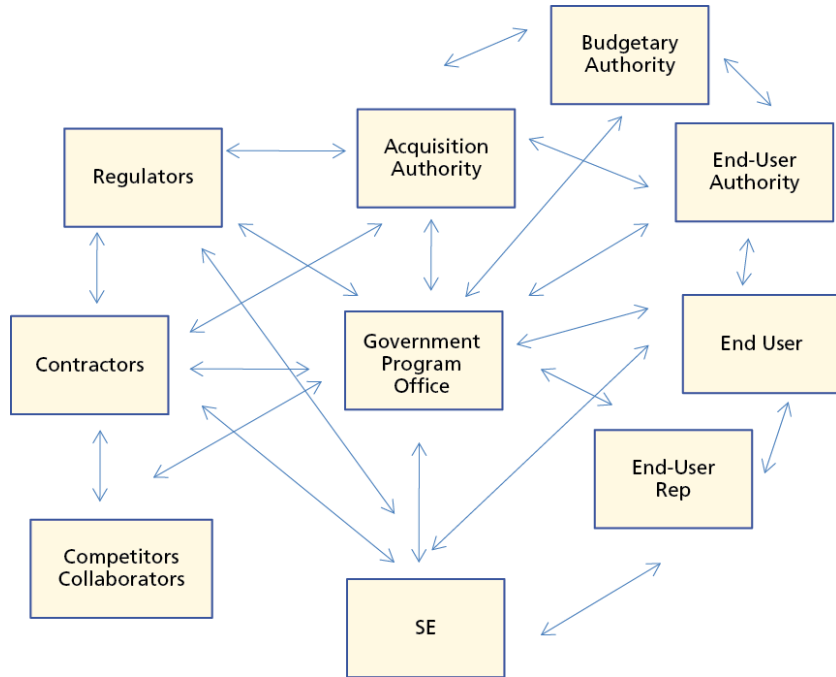 Budgetary
Authority
Acquisition
Authority
End-User
Authority
Regulators
Government
Program
Office
End User
Contractors
End-User
Rep
Competitors
Collaborators
SE